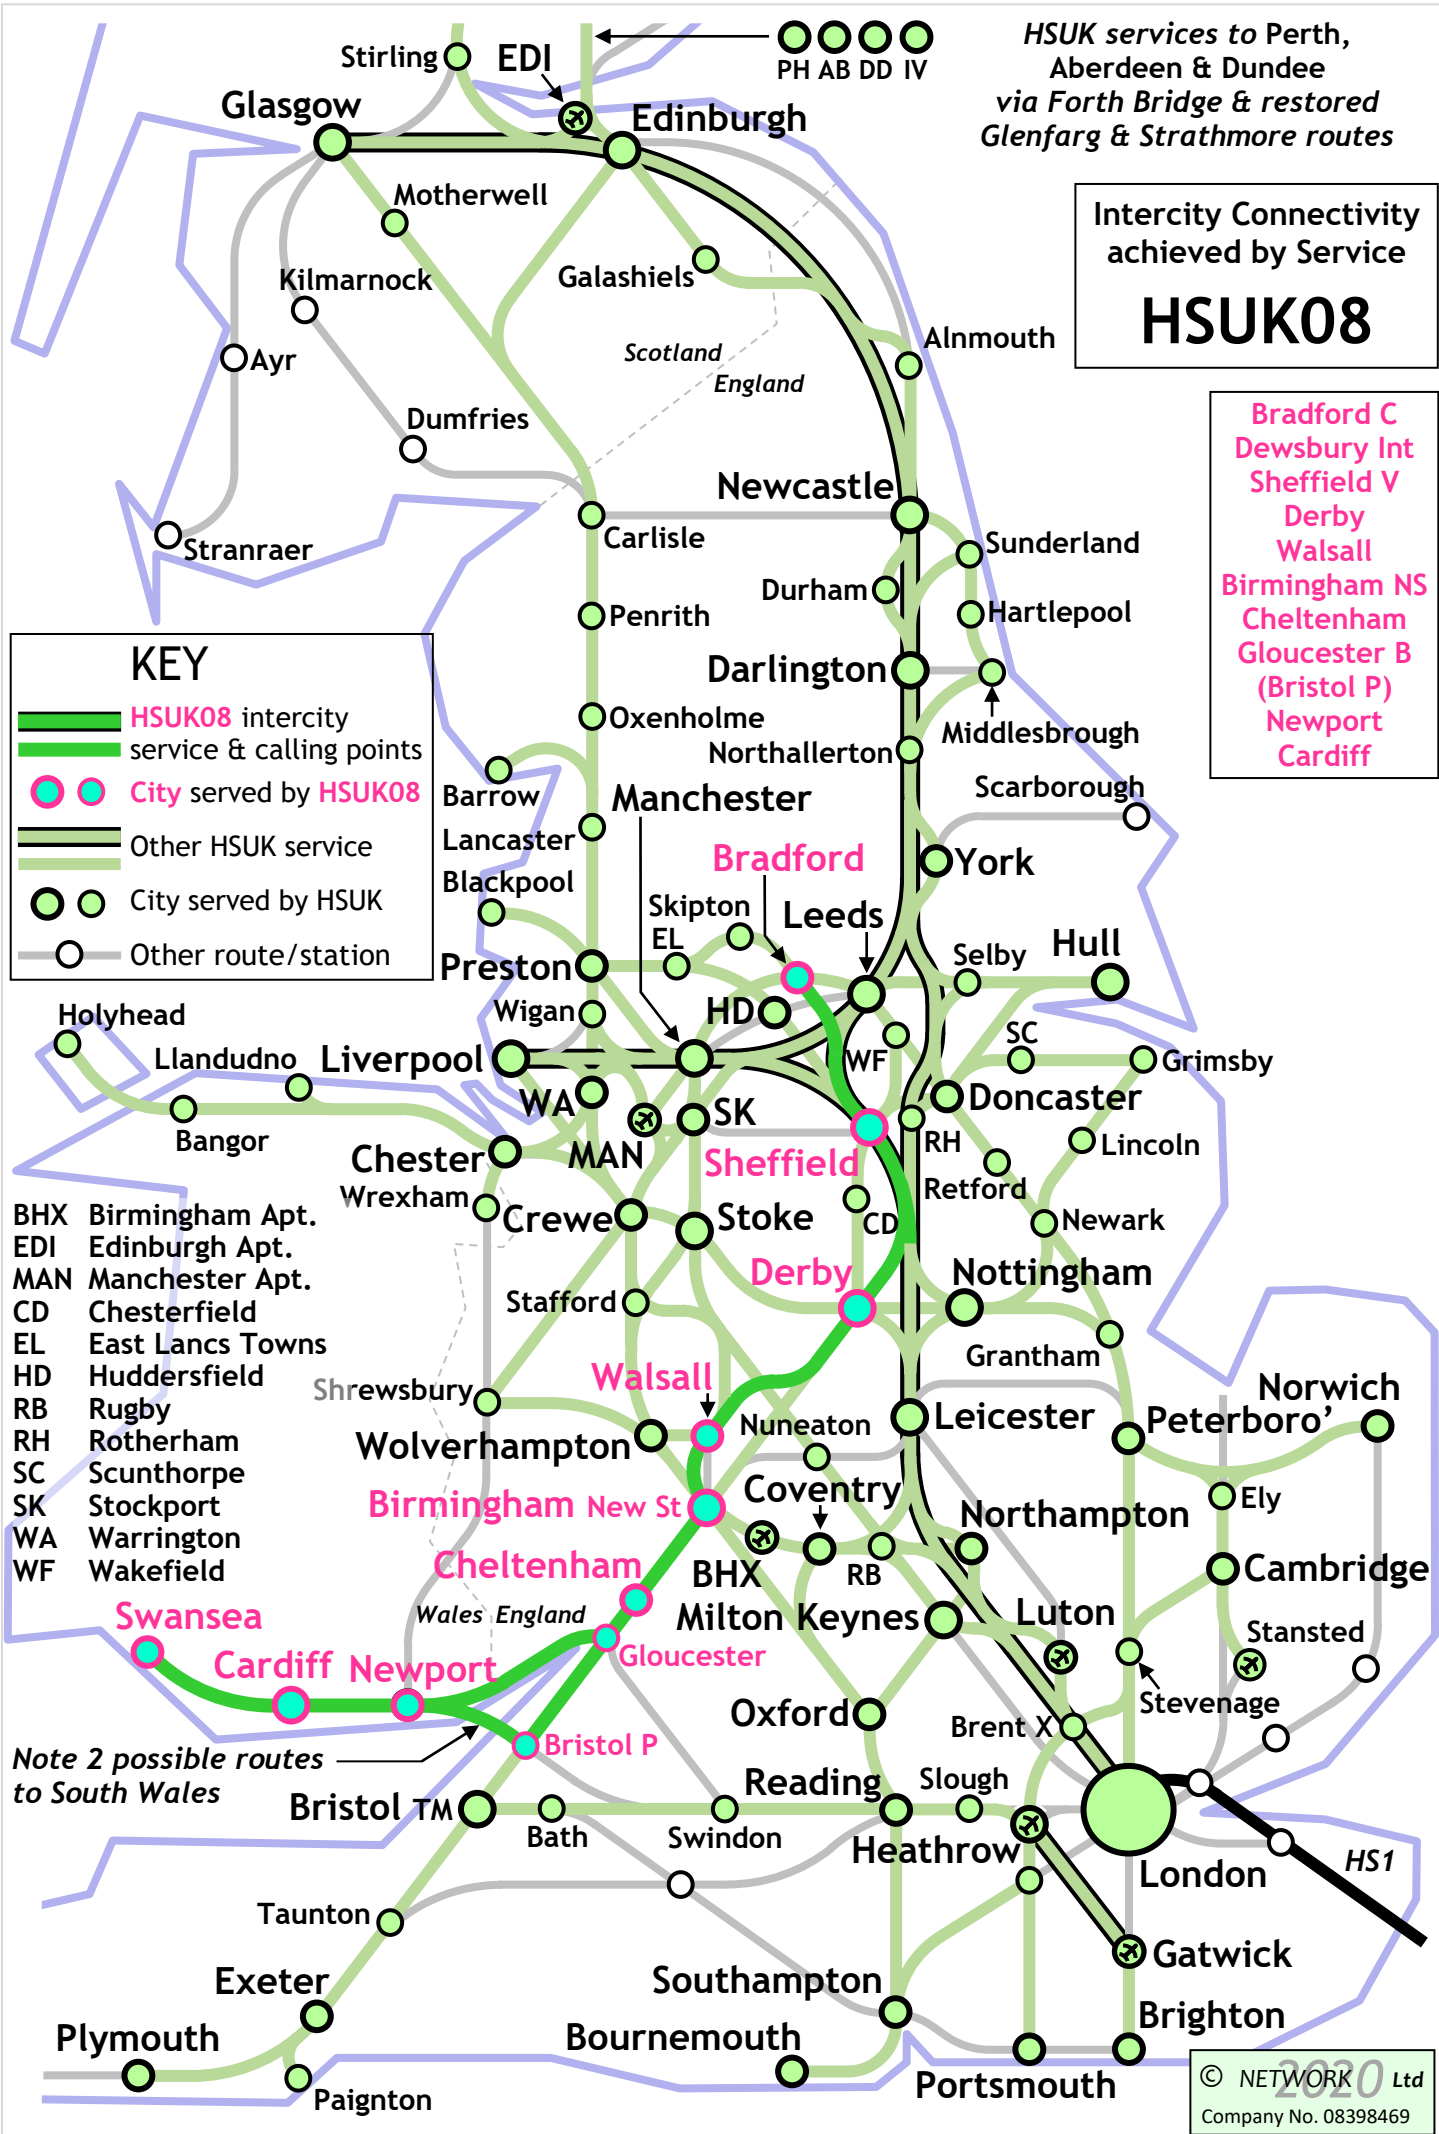 Stirling
EDI
PH AB DD IV
HSUK services to Perth,
Aberdeen & Dundee
via Forth Bridge & restored
Glenfarg & Strathmore routes
Glasgow
Edinburgh
Motherwell
Intercity Connectivity
achieved by Service
HSUK08
Kilmarnock
Galashiels
Alnmouth
Ayr
Scotland
England
Dumfries
Bradford C
Dewsbury Int
Sheffield V
Derby
Walsall
Birmingham NS
Cheltenham
Gloucester B
(Bristol P)
Newport
Cardiff
Newcastle
Carlisle
Stranraer
Sunderland
Durham
Hartlepool
Penrith
Darlington
KEY
HSUK08 intercity
service & calling points
City served by HSUK08
Other HSUK service
City served by HSUK
Other route/station
Oxenholme
Middlesbrough
Northallerton
Barrow
Manchester
Scarborough
Lancaster
Bradford
York
Blackpool
Skipton
Leeds
EL
Preston
Selby
Hull
Wigan
HD
Holyhead
Llandudno
Liverpool
WF
SC
Grimsby
WA
SK
Doncaster
Bangor
MAN
RH
Lincoln
Chester
Sheffield
Retford
Wrexham
Crewe
Stoke
CD
Newark
BHX Birmingham Apt.
EDI Edinburgh Apt.
MAN Manchester Apt.
CD Chesterfield
EL East Lancs Towns
HD Huddersfield
RB Rugby
RH Rotherham
SC Scunthorpe
SK Stockport
WA Warrington
WF Wakefield
Derby
Nottingham
Stafford
Grantham
Walsall
Shrewsbury
Norwich
Nuneaton
Leicester
Peterboro'
Wolverhampton
Coventry
Birmingham New St
Ely
Northampton
Cheltenham
BHX
RB
Cambridge
Swansea
Wales England
Milton Keynes
Luton
Stansted
Cardiff
Newport
Gloucester
Stevenage
Oxford
Brent X
Bristol P
Note 2 possible routes
to South Wales
Reading
Slough
Bristol TM
Bath
Swindon
Heathrow
London
HS1
Taunton
Gatwick
Exeter
Southampton
Brighton
Plymouth
Bournemouth
Paignton
Portsmouth
© NETWORK 2020 Ltd
Company No. 08398469